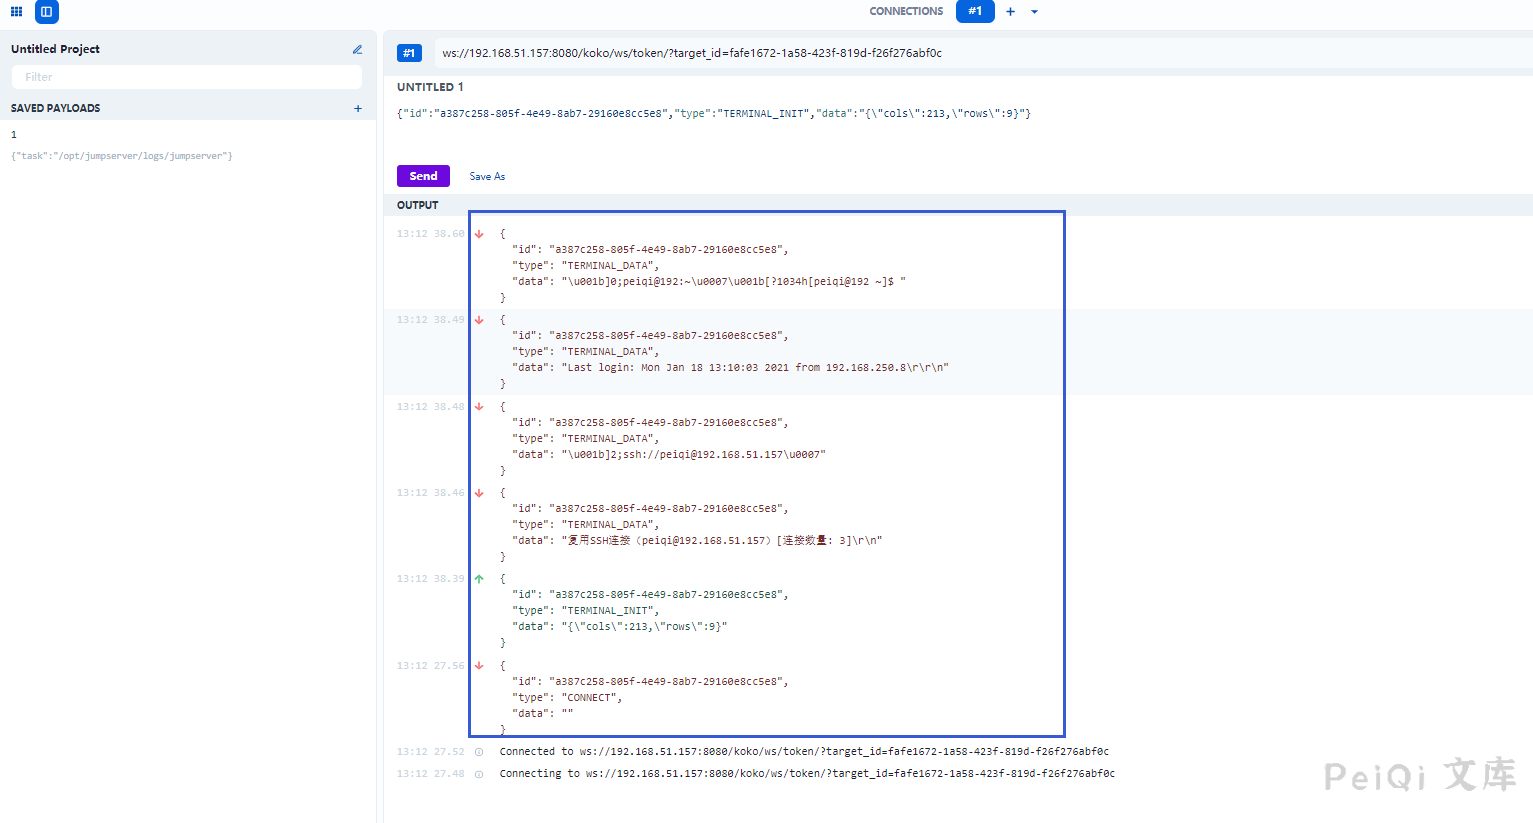 CONNECTIONS #1
Untitled Project
Filter
SAVED PAYLOADS
1
{"task":"/opt/jumpserver/logs/jumpserver"}
#1 ws://192.168.51.157:8080/koko/ws/token/?target_id=fafe1672-1a58-423f-819d-f26f276abf0c
UNTITLED 1
{"id":"a387c258-805f-4e49-8ab7-29160e8cc5e8","type":"TERMINAL_INIT","data":"{\"cols\":213,\"rows\":9}"}
Send Save As
OUTPUT
13:12 38.60 {
"id": "a387c258-805f-4e49-8ab7-29160e8cc5e8",
"type": "TERMINAL_DATA",
"data": "\u001b]0;peiqi@192:~\u0007\u001b[?1034h[peiqi@192 ~]$ "
}
13:12 38.49 {
"id": "a387c258-805f-4e49-8ab7-29160e8cc5e8",
"type": "TERMINAL_DATA",
"data": "Last login: Mon Jan 18 13:10:03 2021 from 192.168.250.8\r\r\n"
}
13:12 38.48 {
"id": "a387c258-805f-4e49-8ab7-29160e8cc5e8",
"type": "TERMINAL_DATA",
"data": "\u001b]2;ssh://peiqi@192.168.51.157\u0007"
}
13:12 38.46 {
"id": "a387c258-805f-4e49-8ab7-29160e8cc5e8",
"type": "TERMINAL_DATA",
"data": "复用SSH连接（peiqi@192.168.51.157）[连接数量: 3]\r\n"
}
13:12 38.39 {
"id": "a387c258-805f-4e49-8ab7-29160e8cc5e8",
"type": "TERMINAL_INIT",
"data": "{\"cols\":213,\"rows\":9}"
}
13:12 27.56 {
"id": "a387c258-805f-4e49-8ab7-29160e8cc5e8",
"type": "CONNECT",
"data": ""
}
13:12 27.52 Connected to ws://192.168.51.157:8080/koko/ws/token/?target_id=fafe1672-1a58-423f-819d-f26f276abf0c
13:12 27.48 Connecting to ws://192.168.51.157:8080/koko/ws/token/?target_id=fafe1672-1a58-423f-819d-f26f276abf0c
PeiQi 文库